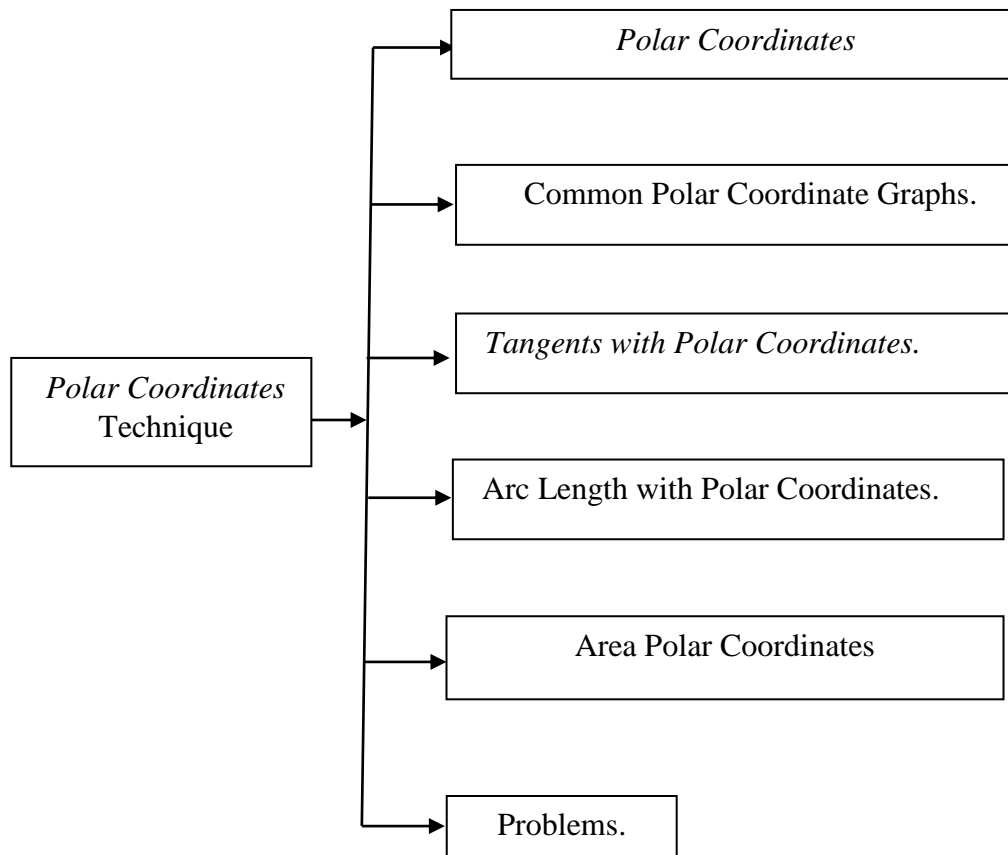 Polar Coordinates
Common Polar Coordinate Graphs.
Tangents with Polar Coordinates.
Polar Coordinates
Technique
Arc Length with Polar Coordinates.
Area Polar Coordinates
Problems.